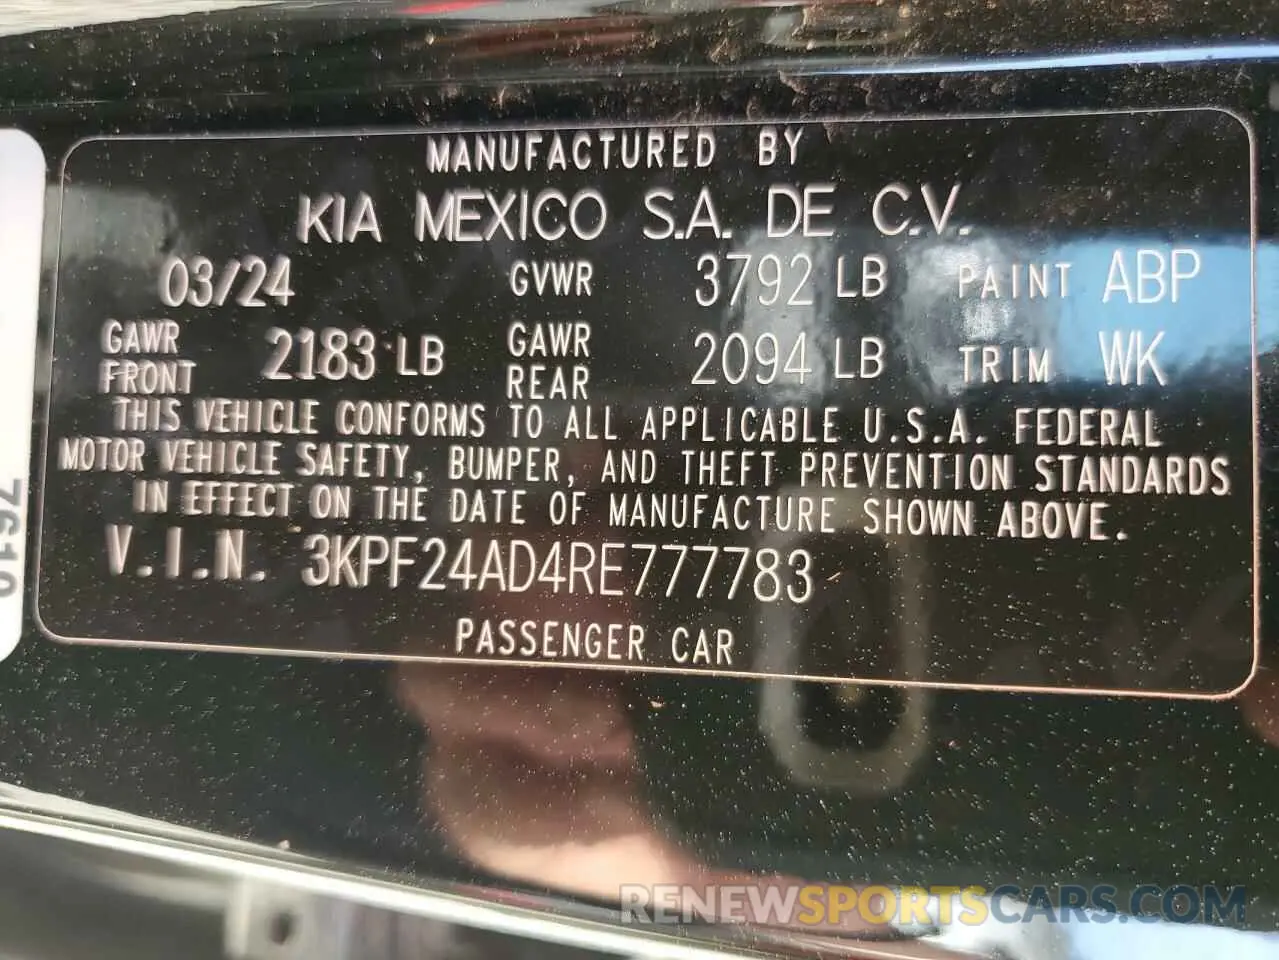 MANUFACTURED BY
KIA MEXICO S.A. DE C.V.
03/24 GVWR 3792 LB PAINT ABP
GAWR FRONT 2183 LB GAWR REAR 2094 LB TRIM WK
THIS VEHICLE CONFORMS TO ALL APPLICABLE U.S.A. FEDERAL
MOTOR VEHICLE SAFETY, BUMPER, AND THEFT PREVENTION STANDARDS
IN EFFECT ON THE DATE OF MANUFACTURE SHOWN ABOVE.
V.I.N. 3KPF24AD4RE777783
PASSENGER CAR
RENEWSPORTSCARS.COM